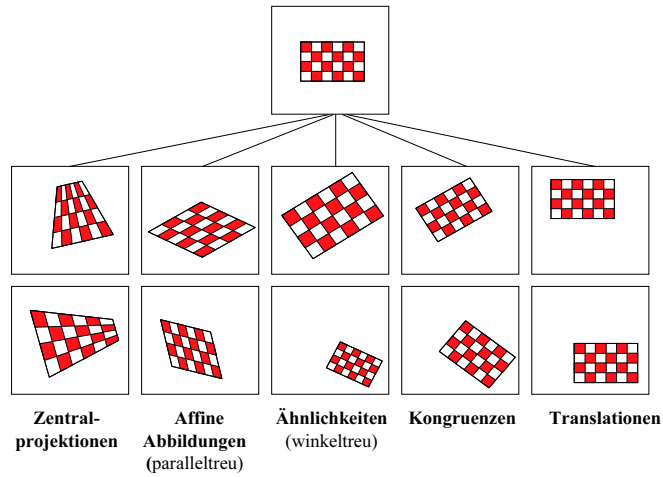 Zentral-
projektionen
Affine
Abbildungen
(paralleltreu)
Ähnlichkeiten
(winkeltreu)
Kongruenzen
Translationen